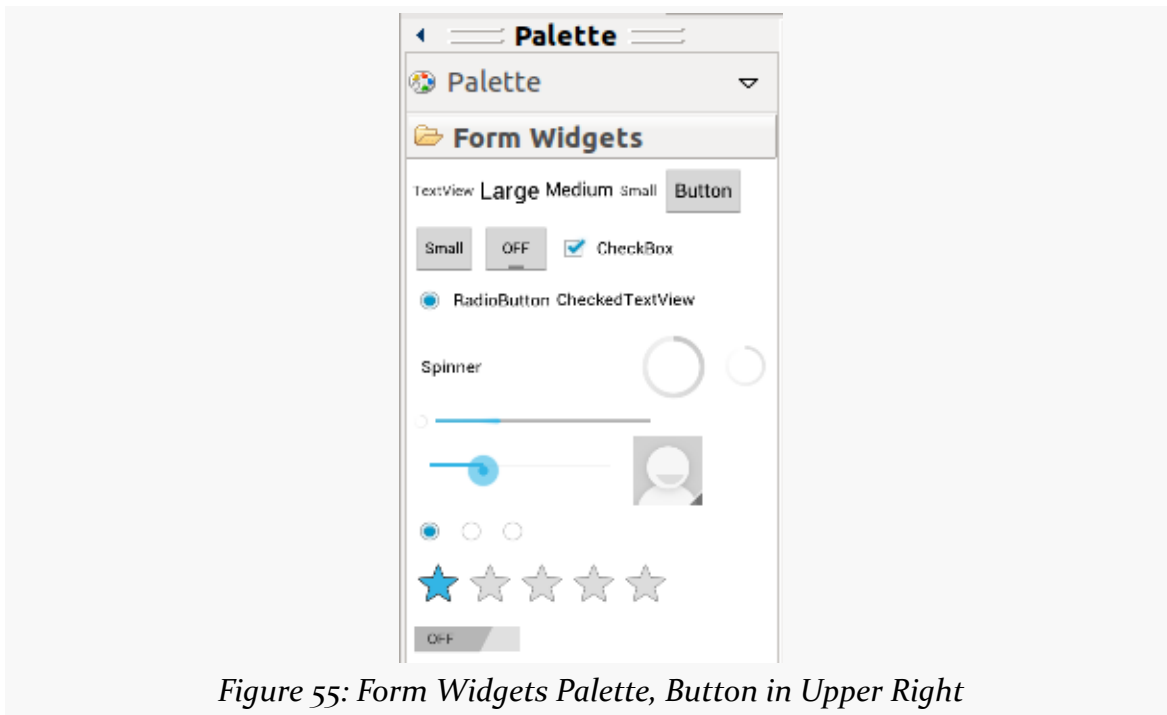 Palette
Palette
Form Widgets
TextView Large Medium Small Button
Small OFF CheckBox
RadioButton CheckedTextView
Spinner
OFF
Figure 55: Form Widgets Palette, Button in Upper Right